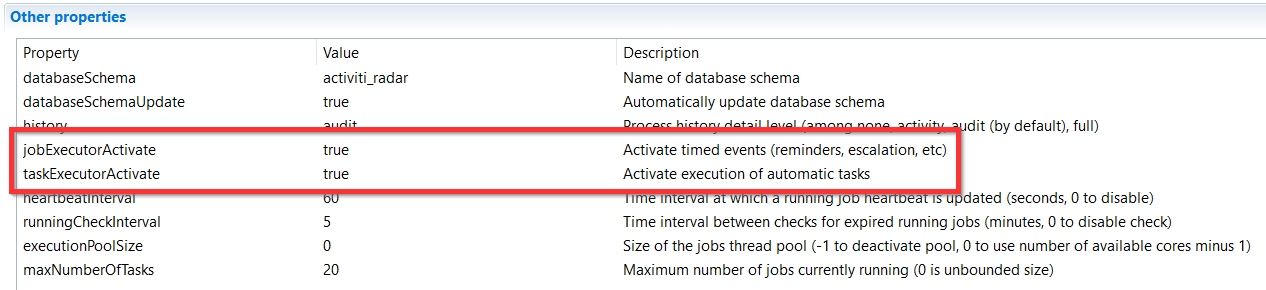 Other properties
Property Value Description
databaseSchema activiti_radar Name of database schema
databaseSchemaUpdate true Automatically update database schema
history audit Process history detail level (among none, activity, audit (by default), full)
jobExecutorActivate true Activate timed events (reminders, escalation, etc)
taskExecutorActivate true Activate execution of automatic tasks
heartbeatInterval 60 Time interval at which a running job heartbeat is updated (seconds, 0 to disable)
runningCheckInterval 5 Time interval between checks for expired running jobs (minutes, 0 to disable check)
executionPoolSize 0 Size of the jobs thread pool (-1 to deactivate pool, 0 to use number of available cores minus 1)
maxNumberOfTasks 20 Maximum number of jobs currently running (0 is unbounded size)